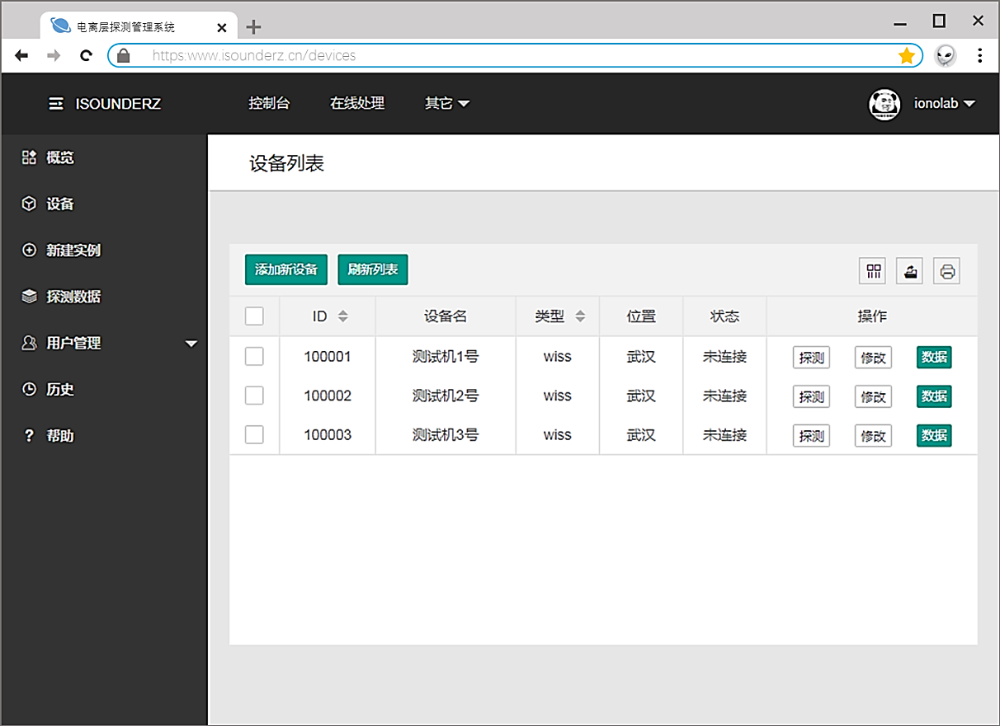 电离层探测管理系统
https:www.isounderz.cn/devices
ISOUNDERZ 控制台 在线处理 其它 ionolab
概览
设备
新建实例
探测数据
用户管理
历史
? 帮助
设备列表
添加新设备 刷新列表
ID 设备名 类型 位置 状态 操作
100001 测试机1号 wiss 武汉 未连接 探测 修改 数据
100002 测试机2号 wiss 武汉 未连接 探测 修改 数据
100003 测试机3号 wiss 武汉 未连接 探测 修改 数据